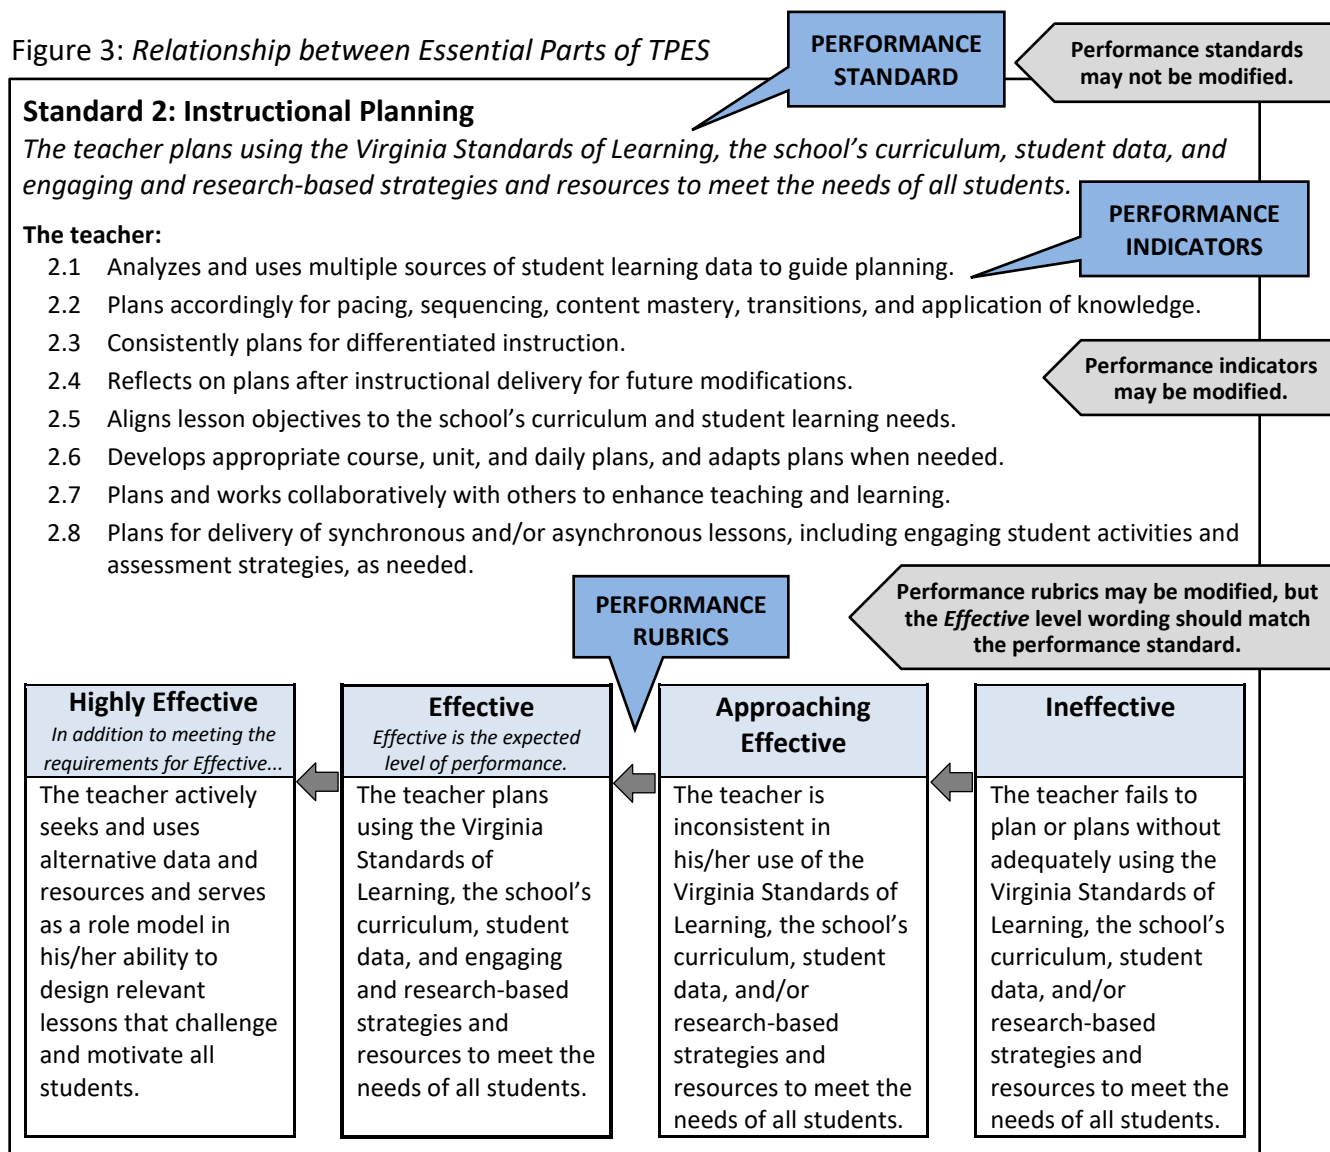 Figure 3: Relationship between Essential Parts of TPES
PERFORMANCE
STANDARD
Performance standards
may not be modified.
Standard 2: Instructional Planning
The teacher plans using the Virginia Standards of Learning, the school’s curriculum, student data, and
engaging and research-based strategies and resources to meet the needs of all students.
PERFORMANCE
INDICATORS
The teacher:
2.1 Analyzes and uses multiple sources of student learning data to guide planning.
2.2 Plans accordingly for pacing, sequencing, content mastery, transitions, and application of knowledge.
2.3 Consistently plans for differentiated instruction.
2.4 Reflects on plans after instructional delivery for future modifications.
2.5 Aligns lesson objectives to the school’s curriculum and student learning needs.
2.6 Develops appropriate course, unit, and daily plans, and adapts plans when needed.
2.7 Plans and works collaboratively with others to enhance teaching and learning.
2.8 Plans for delivery of synchronous and/or asynchronous lessons, including engaging student activities and
assessment strategies, as needed.
Performance indicators
may be modified.
PERFORMANCE
RUBRICS
Performance rubrics may be modified, but
the Effective level wording should match
the performance standard.
Highly Effective
In addition to meeting the
requirements for Effective...
The teacher actively
seeks and uses
alternative data and
resources and serves
as a role model in
his/her ability to
design relevant
lessons that challenge
and motivate all
students.
Effective
Effective is the expected
level of performance.
The teacher plans
using the Virginia
Standards of
Learning, the school’s
curriculum, student
data, and engaging
and research-based
strategies and
resources to meet the
needs of all students.
Approaching
Effective
The teacher is
inconsistent in
his/her use of the
Virginia Standards of
Learning, the school’s
curriculum, student
data, and/or
research-based
strategies and
resources to meet the
needs of all students.
Ineffective
The teacher fails to
plan or plans without
adequately using the
Virginia Standards of
Learning, the school’s
curriculum, student
data, and/or
research-based
strategies and
resources to meet the
needs of all students.